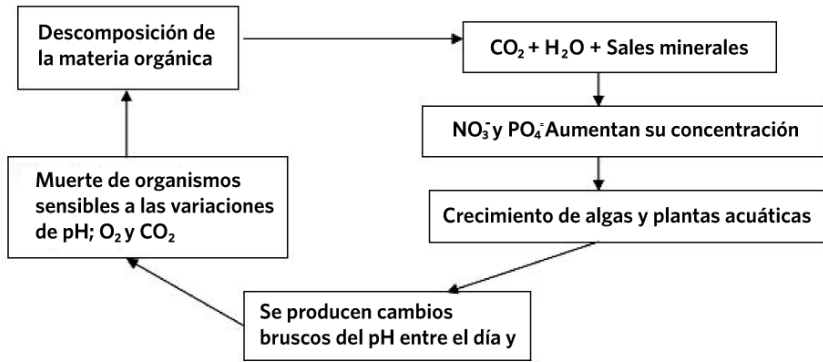 Descomposición de
la materia orgánica
CO₂ + H₂O + Sales minerales
NO₃⁻ y PO₄⁼ Aumentan su concentración
Crecimiento de algas y plantas acuáticas
Se producen cambios
bruscos del pH entre el día y
Muerte de organismos
sensibles a las variaciones
de pH; O₂ y CO₂